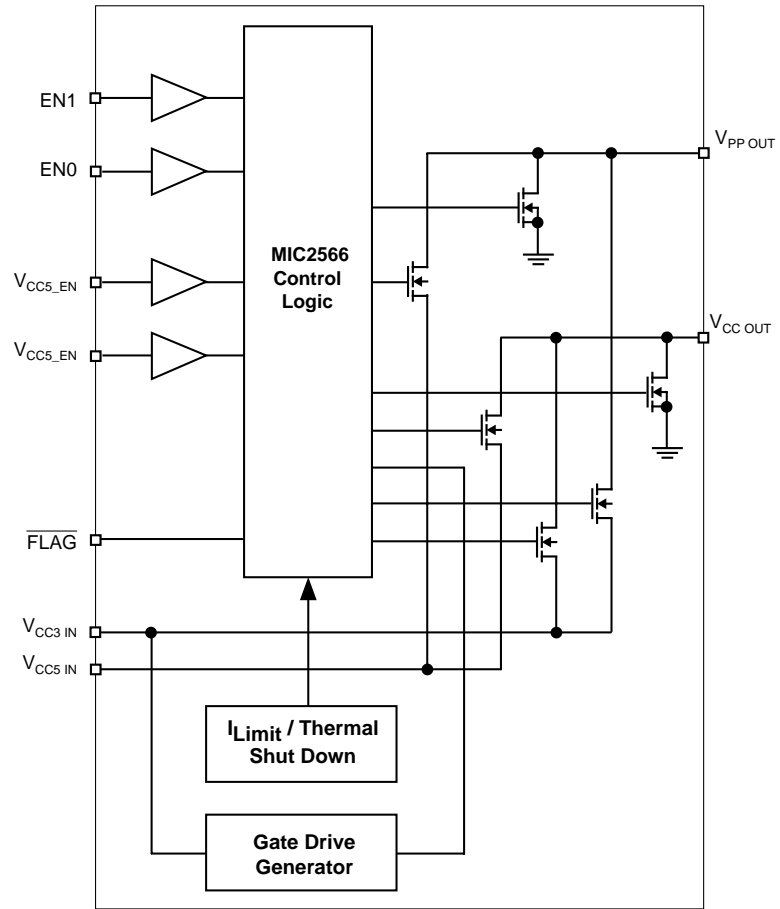 EN1
EN0
VCC5_EN
VCC5_EN
FLAG
VCC3 IN
VCC5 IN
MIC2566
Control
Logic
VPP OUT
VCC OUT
ILimit / Thermal
Shut Down
Gate Drive
Generator